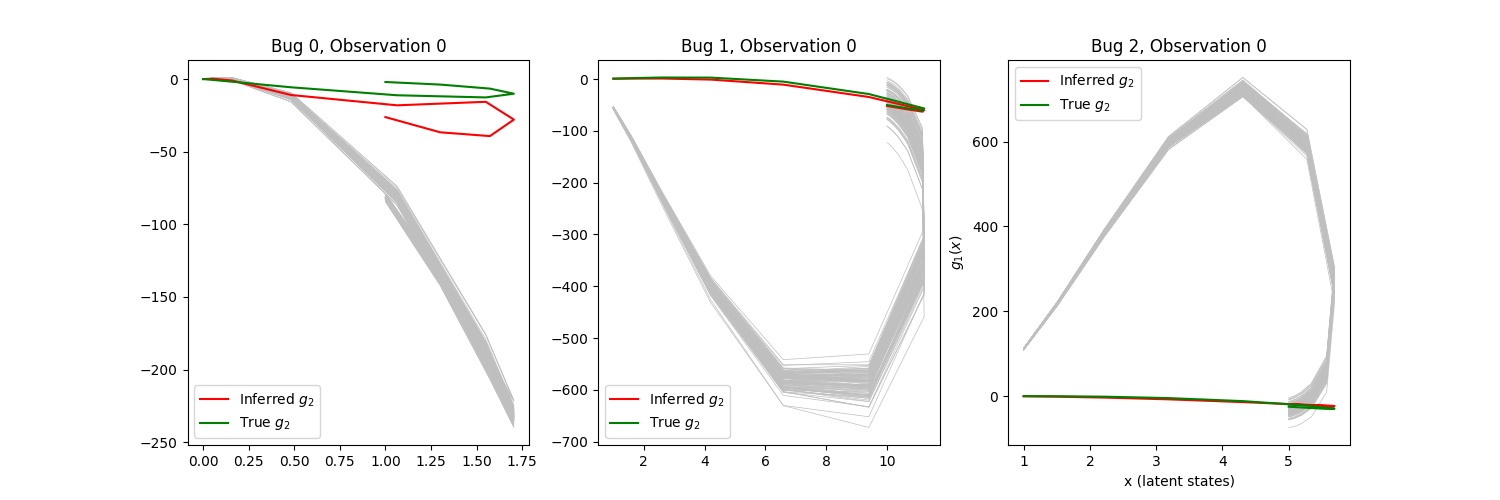 Bug 0, Observation 0
0
−50
−100
−150
−200
−250
0.00 0.25 0.50 0.75 1.00 1.25 1.50 1.75
Inferred g₂
True g₂
Bug 1, Observation 0
0
−100
−200
−300
−400
−500
−600
−700
2 4 6 8 10
Inferred g₂
True g₂
Bug 2, Observation 0
Inferred g₂
True g₂
g₁(x)
600
400
200
0
1 2 3 4 5
x (latent states)